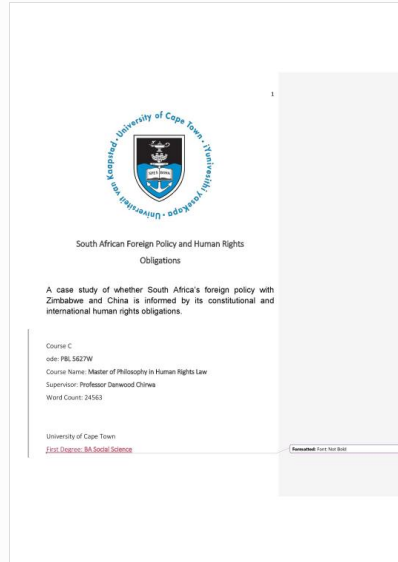 1
University of Cape Town · iYunivesithi yaseKapa · Universiteit van Kaapstad ·
South African Foreign Policy and Human Rights
Obligations
A case study of whether South Africa's foreign policy with
Zimbabwe and China is informed by its constitutional and
international human rights obligations.
Course C
ode: PBL 5627W
Course Name: Master of Philosophy in Human Rights Law
Supervisor: Professor Danwood Chirwa
Word Count: 24563
University of Cape Town
First Degree: BA Social Science
Formatted: Font: Not Bold